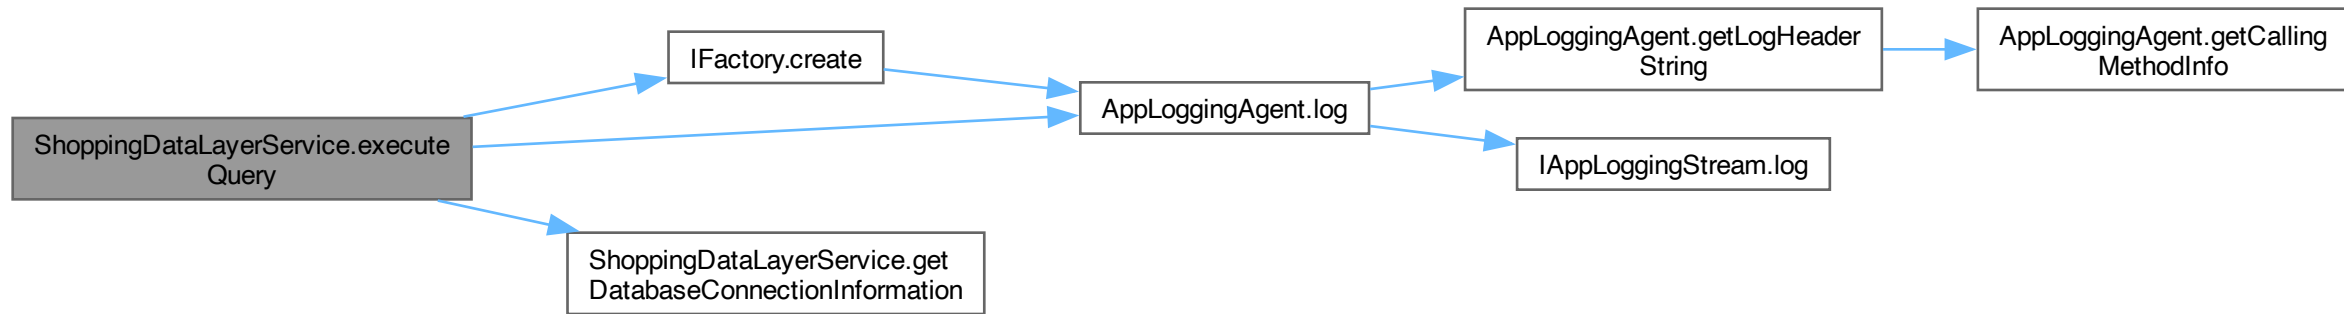 ShoppingDataLayerService.execute
Query
IFactory.create
ShoppingDataLayerService.get
DatabaseConnectionInformation
AppLoggingAgent.log
AppLoggingAgent.getLogHeader
String
IAppLoggingStream.log
AppLoggingAgent.getCalling
MethodInfo